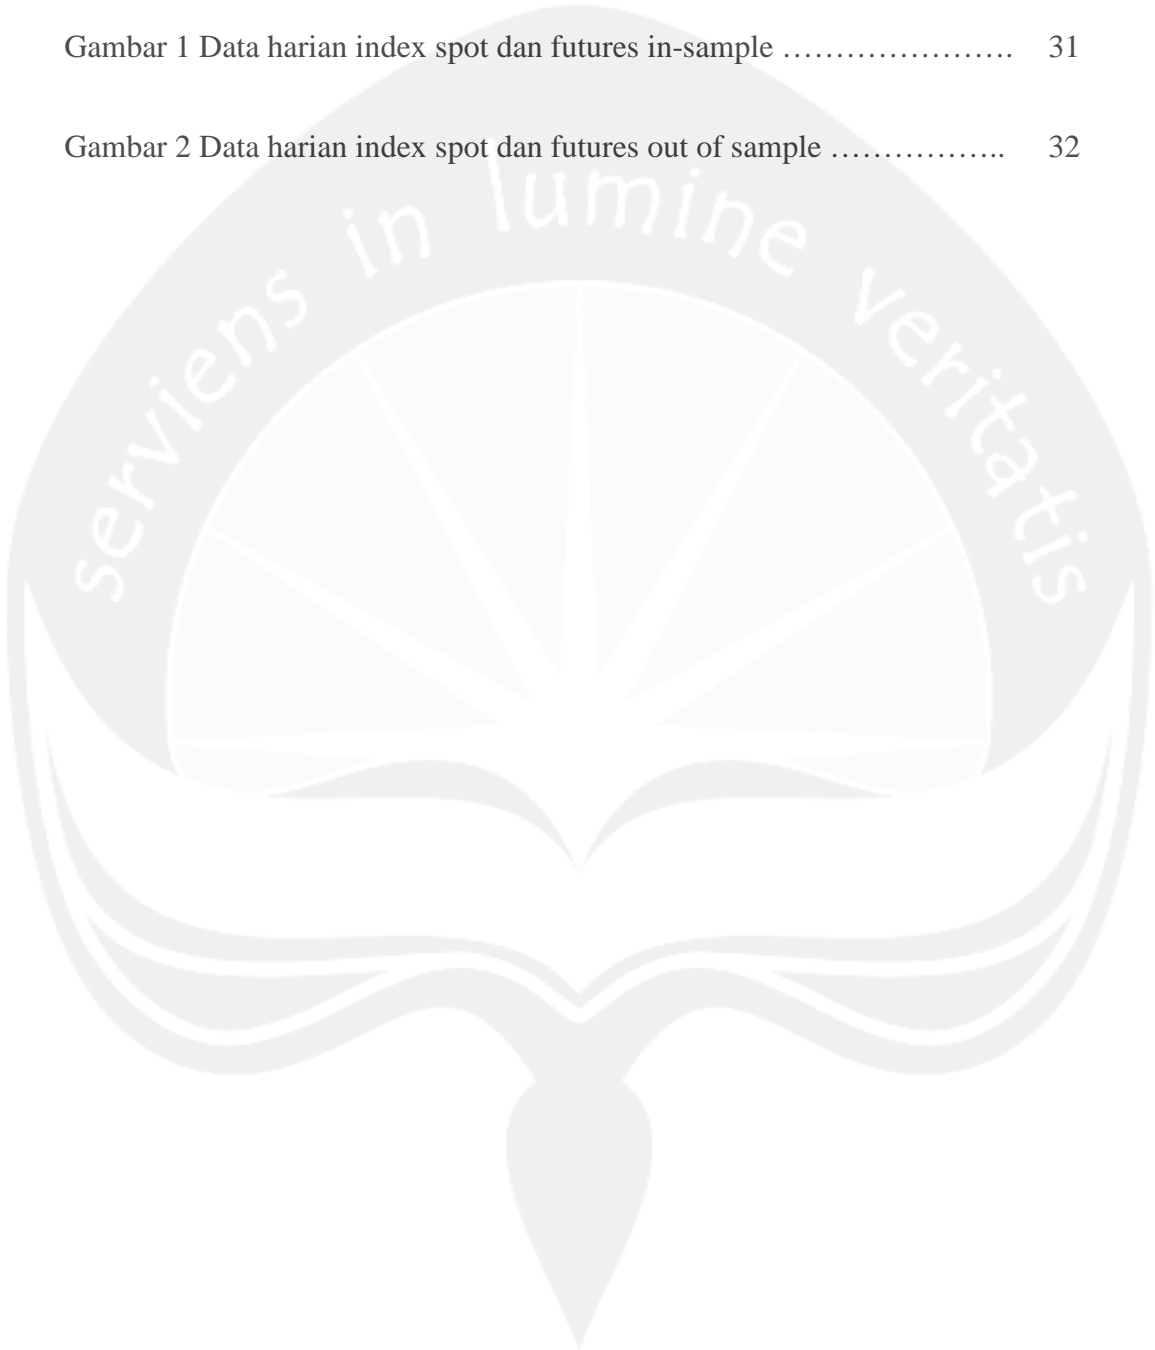 Gambar 1 Data harian index spot dan futures in-sample …………………. 31
Gambar 2 Data harian index spot dan futures out of sample …………….. 32
serviens in lumine veritatis